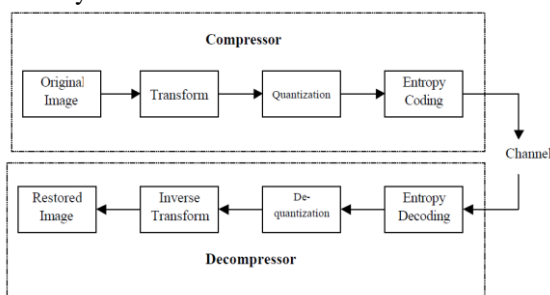 y
Compressor
Original
Image
Transform
Quantization
Entropy
Coding
Channel
Restored
Image
Inverse
Transform
De-
quantization
Entropy
Decoding
Decompressor